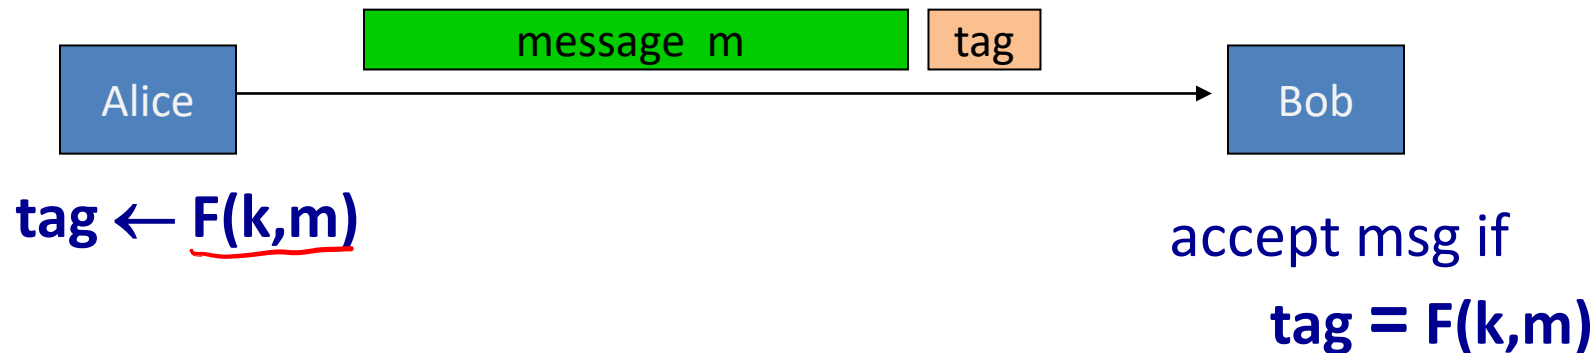 message m tag
Alice
Bob
tag ← F(k,m)
accept msg if
tag = F(k,m)